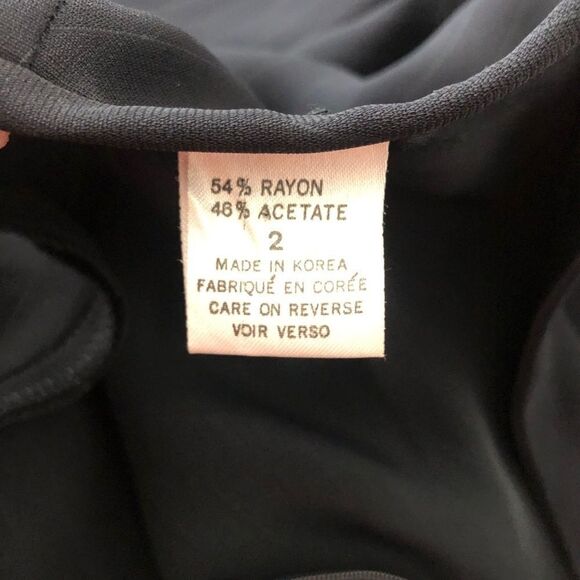 54% RAYON
46% ACETATE
2
MADE IN KOREA
FABRIQUÉ EN CORÉE
CARE ON REVERSE
VOIR VERSO